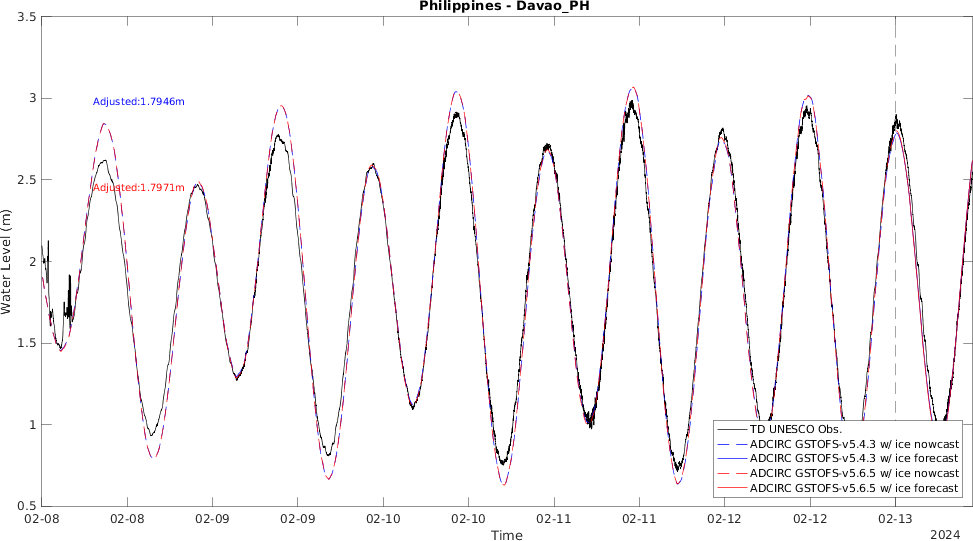 Philippines - Davao_PH
3.5
3
2.5
2
1.5
1
0.5
Water Level (m)
Adjusted:1.7946m
Adjusted:1.7971m
TD UNESCO Obs.
ADCIRC GSTOFS-v5.4.3 w/ ice nowcast
ADCIRC GSTOFS-v5.4.3 w/ ice forecast
ADCIRC GSTOFS-v5.6.5 w/ ice nowcast
ADCIRC GSTOFS-v5.6.5 w/ ice forecast
02-08 02-08 02-09 02-09 02-10 02-10 02-11 02-11 02-12 02-12 02-13
Time
2024